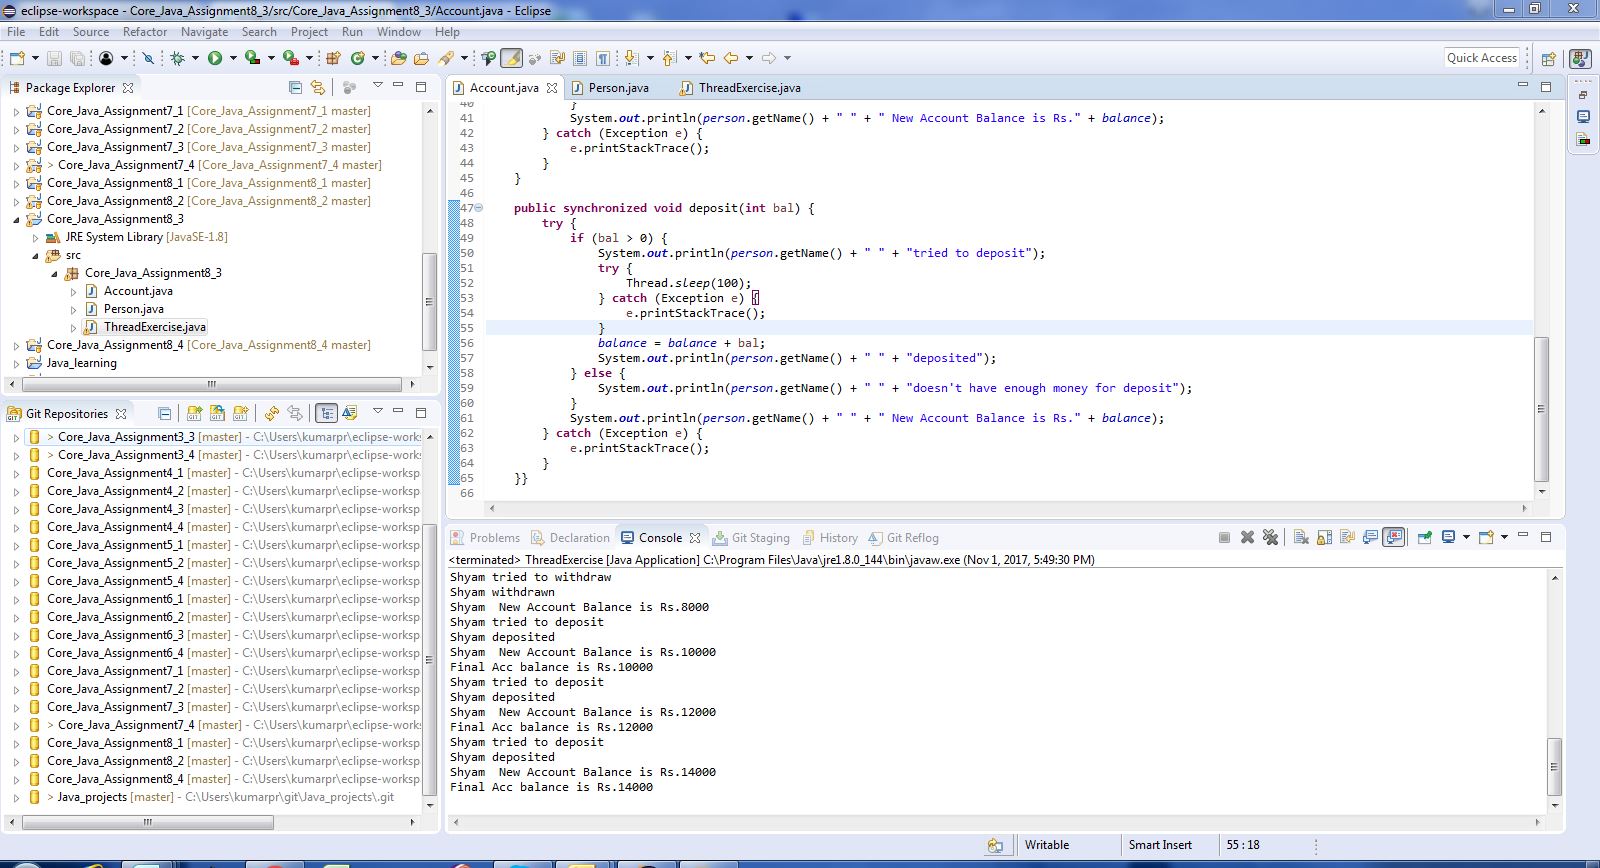 eclipse-workspace - Core_Java_Assignment8_3/src/Core_Java_Assignment8_3/Account.java - Eclipse
File Edit Source Refactor Navigate Search Project Run Window Help
Quick Access
Package Explorer
Core_Java_Assignment7_1 [Core_Java_Assignment7_1 master]
Core_Java_Assignment7_2 [Core_Java_Assignment7_2 master]
Core_Java_Assignment7_3 [Core_Java_Assignment7_3 master]
> Core_Java_Assignment7_4 [Core_Java_Assignment7_4 master]
Core_Java_Assignment8_1 [Core_Java_Assignment8_1 master]
Core_Java_Assignment8_2 [Core_Java_Assignment8_2 master]
Core_Java_Assignment8_3
JRE System Library [JavaSE-1.8]
src
Core_Java_Assignment8_3
Account.java
Person.java
ThreadExercise.java
Core_Java_Assignment8_4 [Core_Java_Assignment8_4 master]
Java_learning
Git Repositories
> Core_Java_Assignment3_3 [master] - C:\Users\kumarpr\eclipse-works
> Core_Java_Assignment3_4 [master] - C:\Users\kumarpr\eclipse-works
Core_Java_Assignment4_1 [master] - C:\Users\kumarpr\eclipse-worksp
Core_Java_Assignment4_2 [master] - C:\Users\kumarpr\eclipse-worksp
Core_Java_Assignment4_3 [master] - C:\Users\kumarpr\eclipse-worksp
Core_Java_Assignment4_4 [master] - C:\Users\kumarpr\eclipse-worksp
Core_Java_Assignment5_1 [master] - C:\Users\kumarpr\eclipse-worksp
Core_Java_Assignment5_2 [master] - C:\Users\kumarpr\eclipse-worksp
Core_Java_Assignment5_4 [master] - C:\Users\kumarpr\eclipse-worksp
Core_Java_Assignment6_1 [master] - C:\Users\kumarpr\eclipse-worksp
Core_Java_Assignment6_2 [master] - C:\Users\kumarpr\eclipse-worksp
Core_Java_Assignment6_3 [master] - C:\Users\kumarpr\eclipse-worksp
Core_Java_Assignment6_4 [master] - C:\Users\kumarpr\eclipse-worksp
Core_Java_Assignment7_1 [master] - C:\Users\kumarpr\eclipse-worksp
Core_Java_Assignment7_2 [master] - C:\Users\kumarpr\eclipse-worksp
Core_Java_Assignment7_3 [master] - C:\Users\kumarpr\eclipse-worksp
> Core_Java_Assignment7_4 [master] - C:\Users\kumarpr\eclipse-works
Core_Java_Assignment8_1 [master] - C:\Users\kumarpr\eclipse-worksp
Core_Java_Assignment8_2 [master] - C:\Users\kumarpr\eclipse-worksp
Core_Java_Assignment8_4 [master] - C:\Users\kumarpr\eclipse-worksp
> Java_projects [master] - C:\Users\kumarpr\git\Java_projects\.git
Account.java Person.java ThreadExercise.java
40 }
41 System.out.println(person.getName() + " " + " New Account Balance is Rs." + balance);
42 } catch (Exception e) {
43 e.printStackTrace();
44 }
45 }
46
47 public synchronized void deposit(int bal) {
48 try {
49 if (bal > 0) {
50 System.out.println(person.getName() + " " + "tried to deposit");
51 try {
52 Thread.sleep(100);
53 } catch (Exception e) {
54 e.printStackTrace();
55 }
56 balance = balance + bal;
57 System.out.println(person.getName() + " " + "deposited");
58 } else {
59 System.out.println(person.getName() + " " + "doesn't have enough money for deposit");
60 }
61 System.out.println(person.getName() + " " + " New Account Balance is Rs." + balance);
62 } catch (Exception e) {
63 e.printStackTrace();
64 }
65 }}
66
Problems Declaration Console Git Staging History Git Reflog
<terminated> ThreadExercise [Java Application] C:\Program Files\Java\jre1.8.0_144\bin\javaw.exe (Nov 1, 2017, 5:49:30 PM)
Shyam tried to withdraw
Shyam withdrawn
Shyam  New Account Balance is Rs.8000
Shyam tried to deposit
Shyam deposited
Shyam  New Account Balance is Rs.10000
Final Acc balance is Rs.10000
Shyam tried to deposit
Shyam deposited
Shyam  New Account Balance is Rs.12000
Final Acc balance is Rs.12000
Shyam tried to deposit
Shyam deposited
Shyam  New Account Balance is Rs.14000
Final Acc balance is Rs.14000
Writable Smart Insert 55 : 18